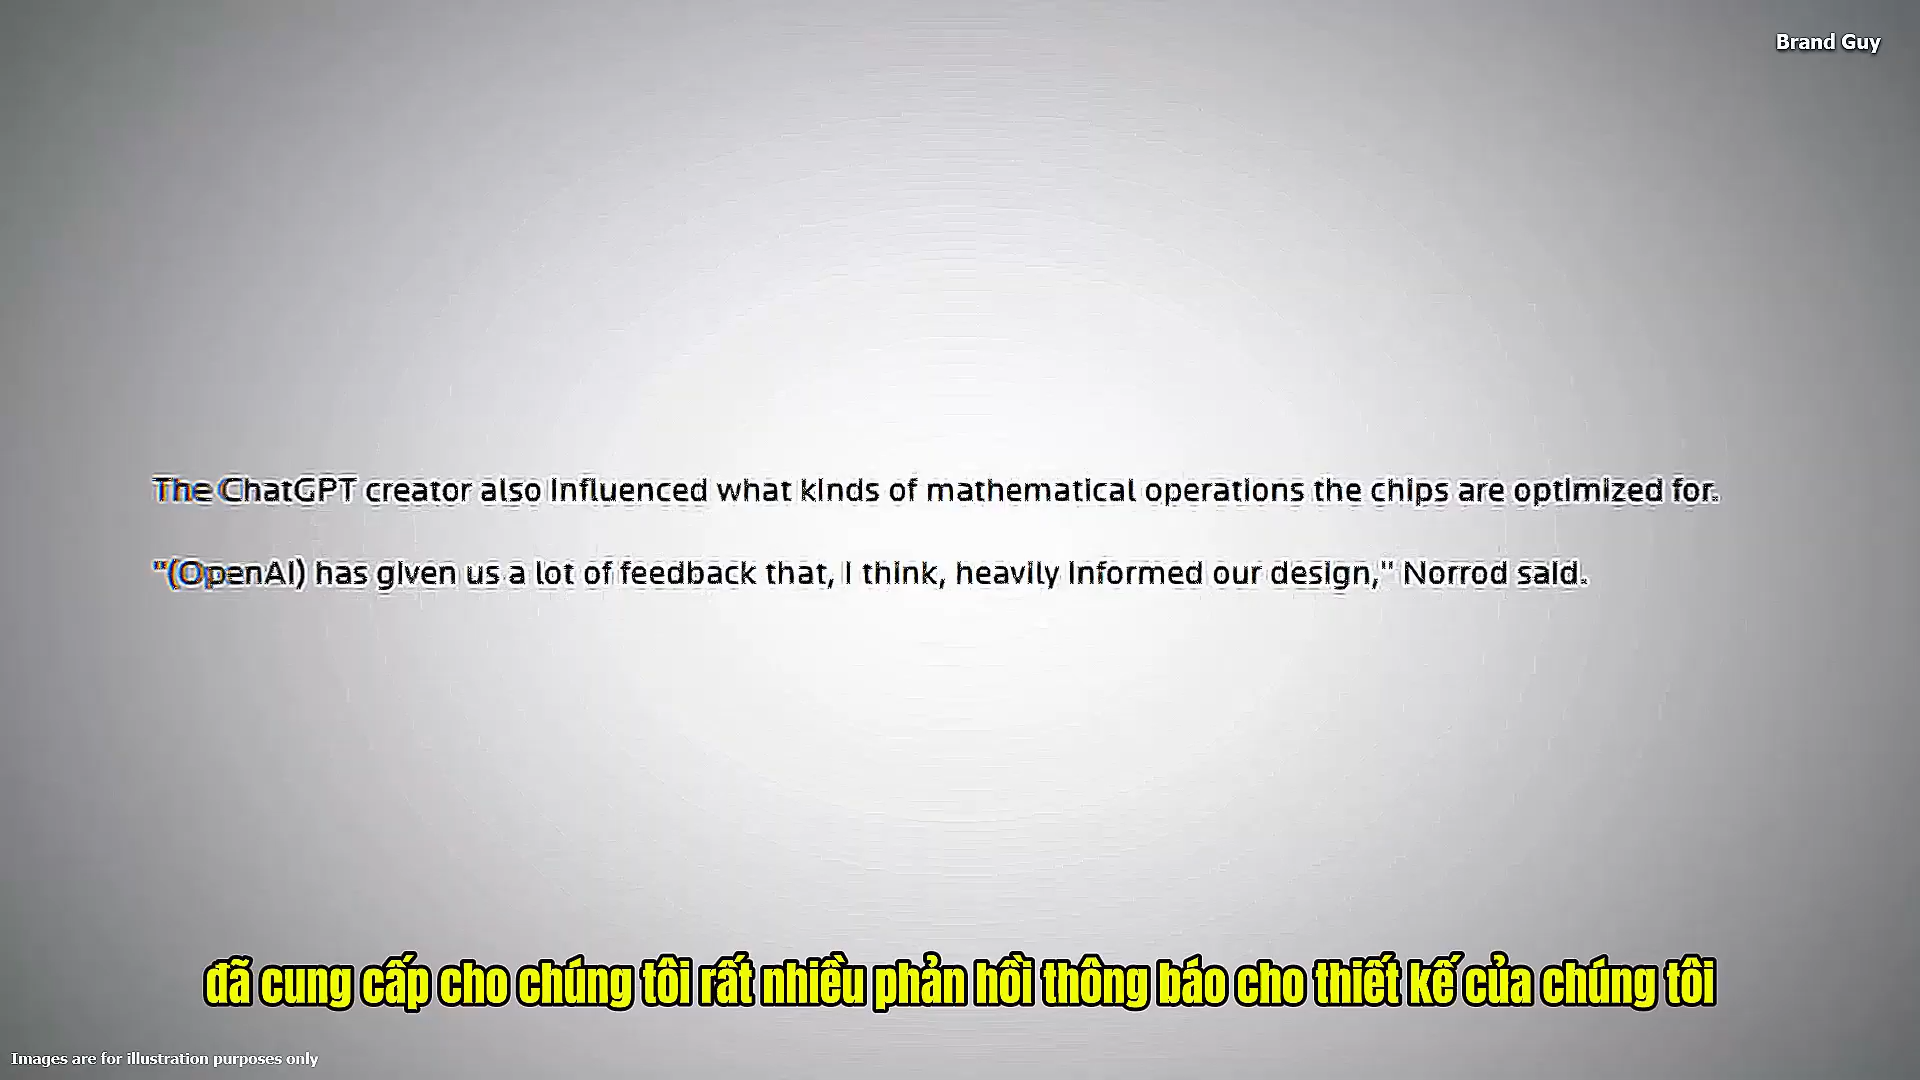 Brand Guy
The ChatGPT creator also influenced what kinds of mathematical operations the chips are optimized for.
"(OpenAI) has given us a lot of feedback that, I think, heavily informed our design," Norrod said.
đã cung cấp cho chúng tôi rất nhiều phản hồi thông báo cho thiết kế của chúng tôi
Images are for illustration purposes only